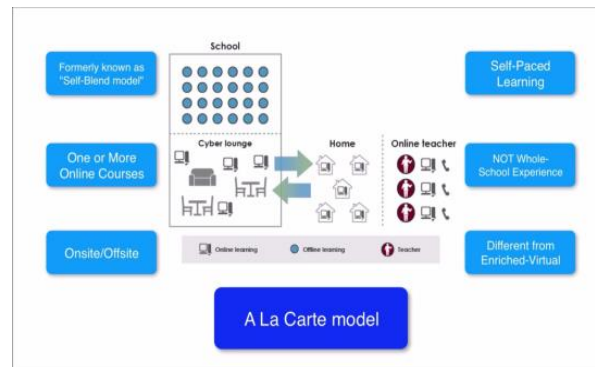 School
Formerly known as
"Self-Blend model"
Self-Paced
Learning
One or More
Online Courses
Cyber lounge
Home
Online teacher
NOT Whole-
School Experience
Onsite/Offsite
Online learning
Offline learning
Teacher
Different from
Enriched-Virtual
A La Carte model